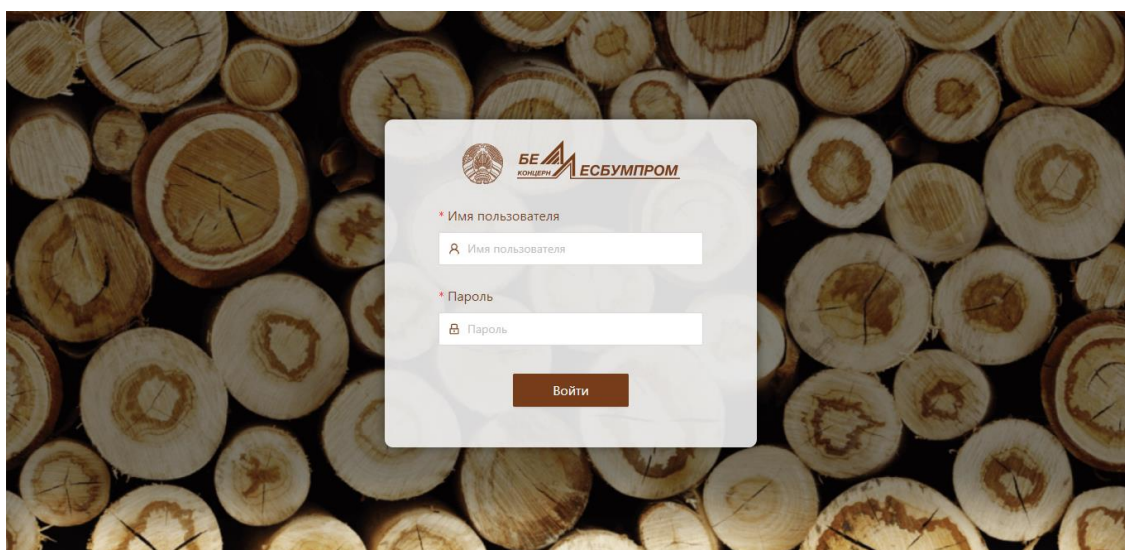 БЕЛЕСБУМПРОМ
КОНЦЕРН
* Имя пользователя
Имя пользователя
* Пароль
Пароль
Войти